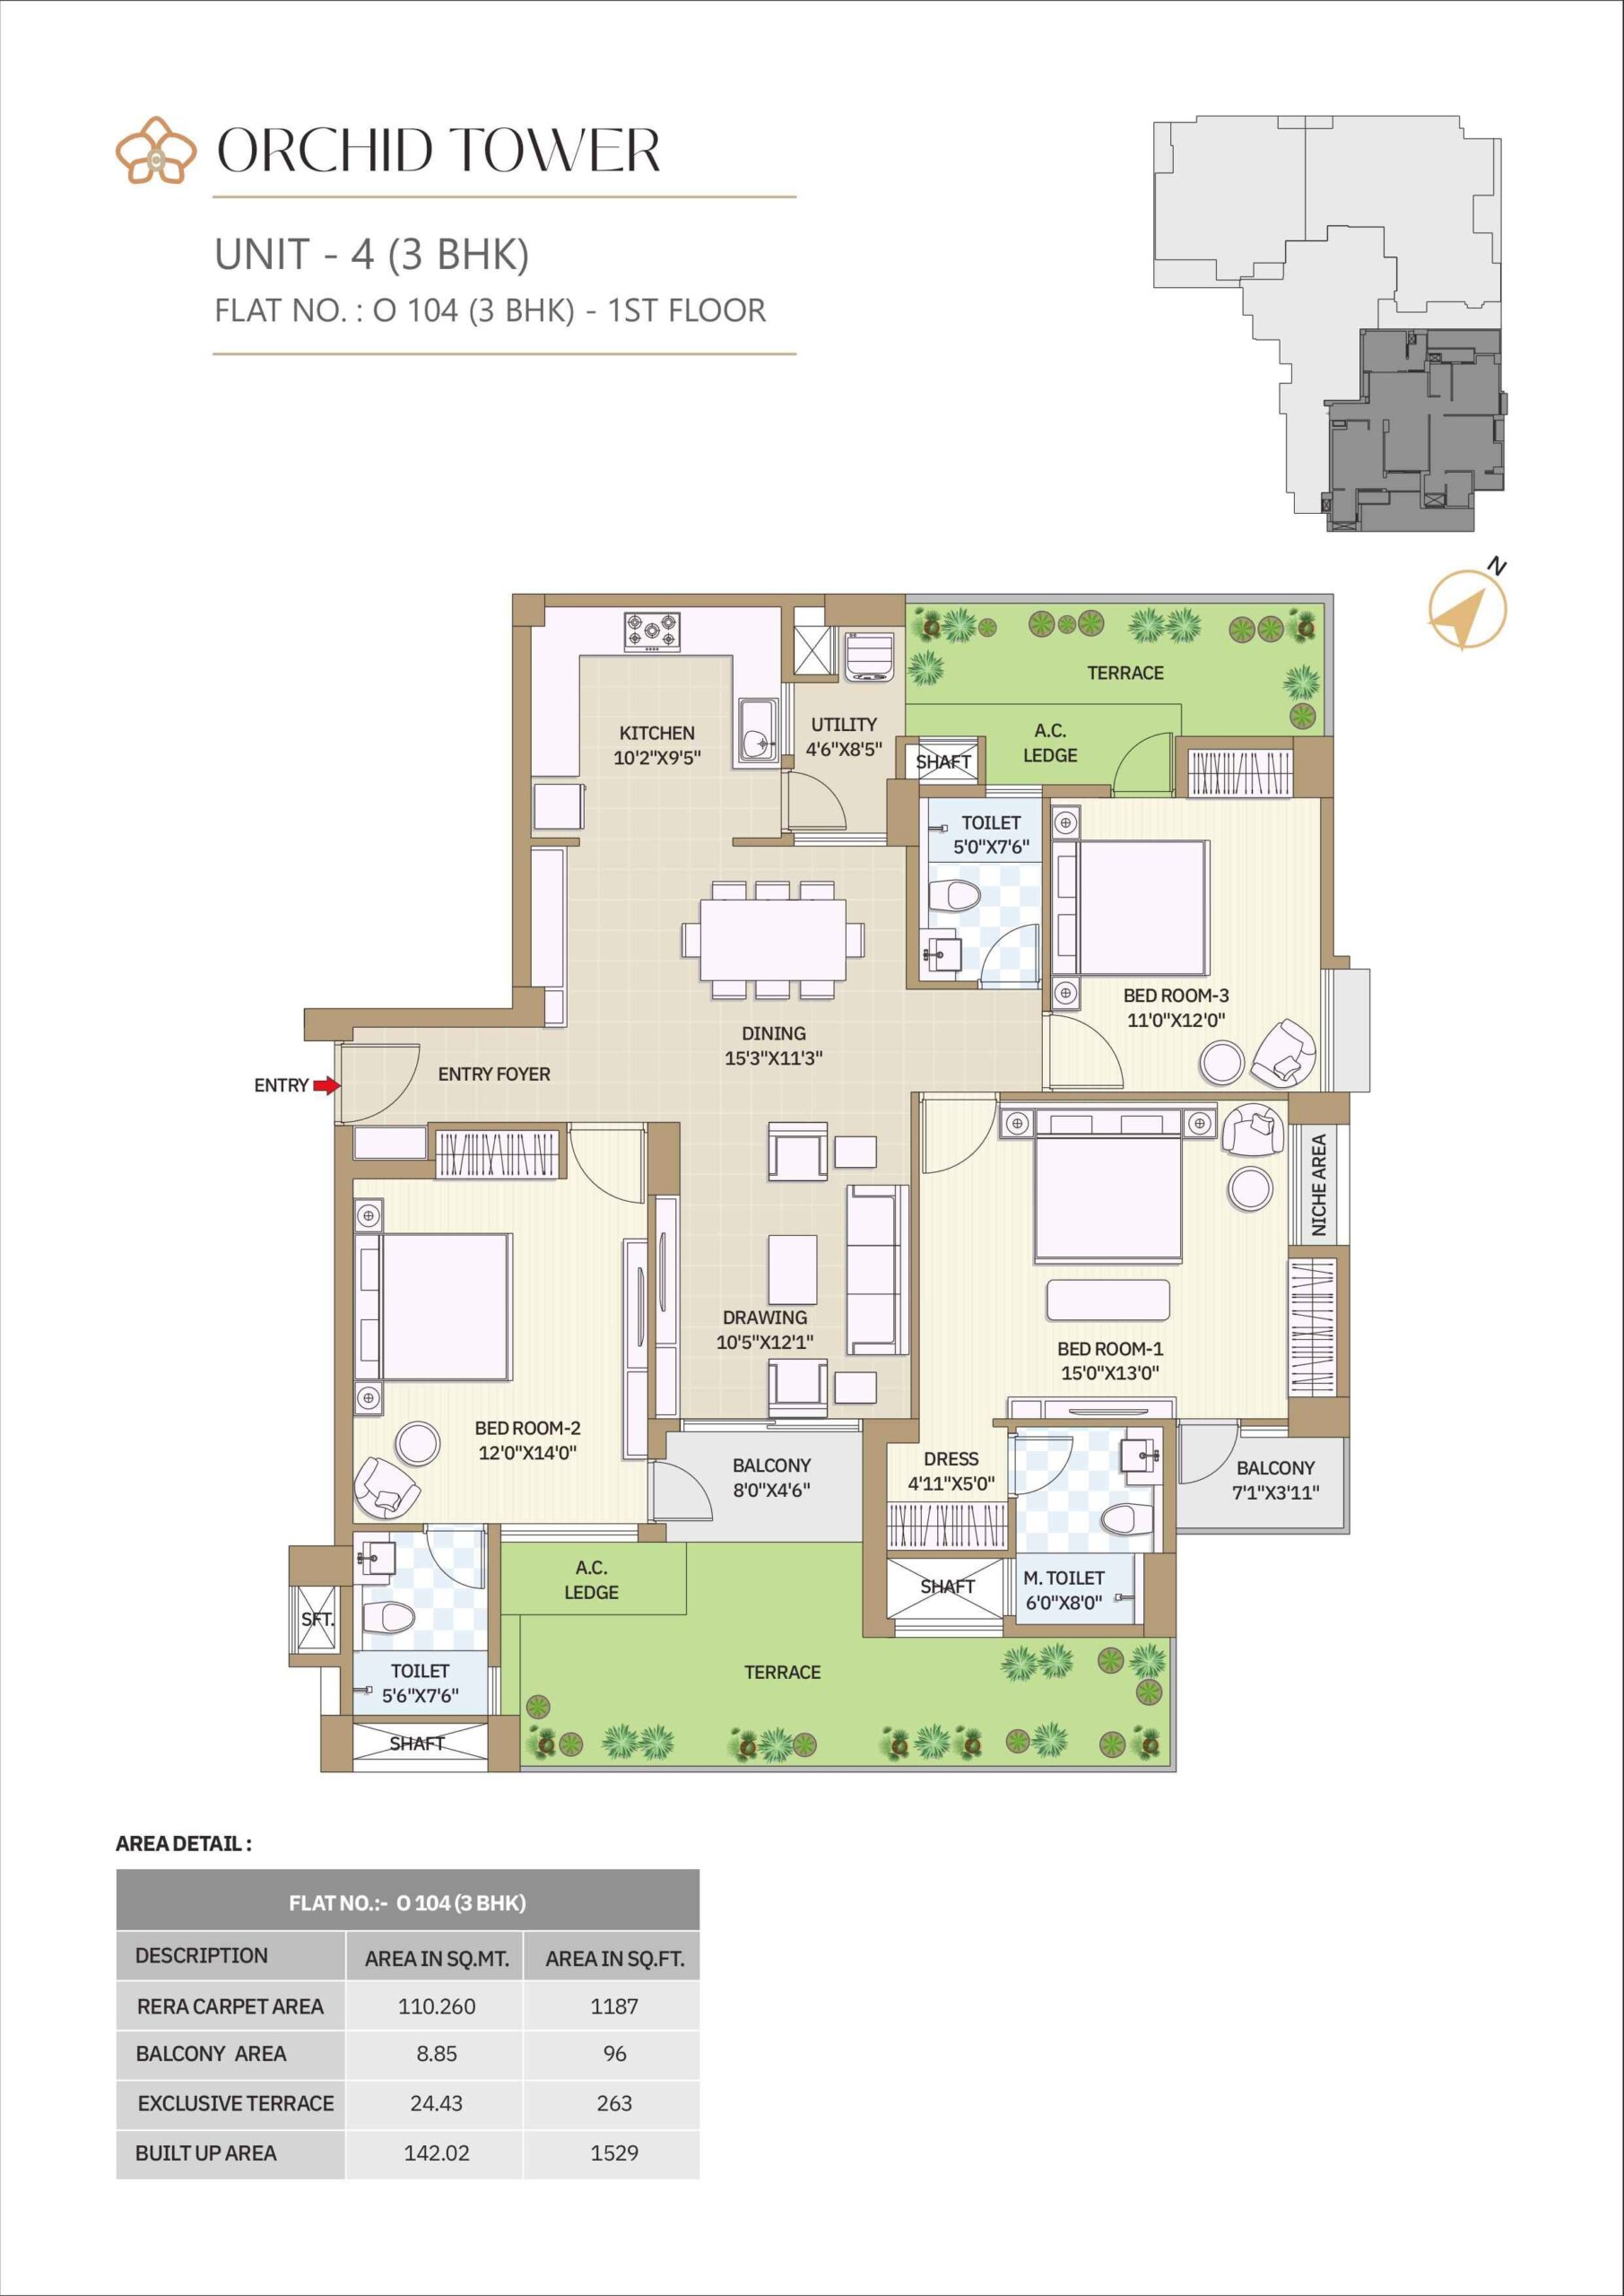 ORCHID TOWER
UNIT - 4 (3 BHK)
FLAT NO. : O 104 (3 BHK) - 1ST FLOOR
N
TERRACE
KITCHEN
10'2"X9'5"
UTILITY
4'6"X8'5"
SHAFT
A.C.
LEDGE
TOILET
5'0"X7'6"
BED ROOM-3
11'0"X12'0"
DINING
15'3"X11'3"
ENTRY
ENTRY FOYER
NICHE AREA
DRAWING
10'5"X12'1"
BED ROOM-1
15'0"X13'0"
BED ROOM-2
12'0"X14'0"
BALCONY
8'0"X4'6"
DRESS
4'11"X5'0"
BALCONY
7'1"X3'11"
A.C.
LEDGE
SHAFT
M. TOILET
6'0"X8'0"
SFT.
TOILET
5'6"X7'6"
TERRACE
SHAFT
AREA DETAIL :
FLAT NO.:- O 104 (3 BHK)
DESCRIPTION AREA IN SQ.MT. AREA IN SQ.FT.
RERA CARPET AREA 110.260 1187
BALCONY AREA 8.85 96
EXCLUSIVE TERRACE 24.43 263
BUILT UP AREA 142.02 1529